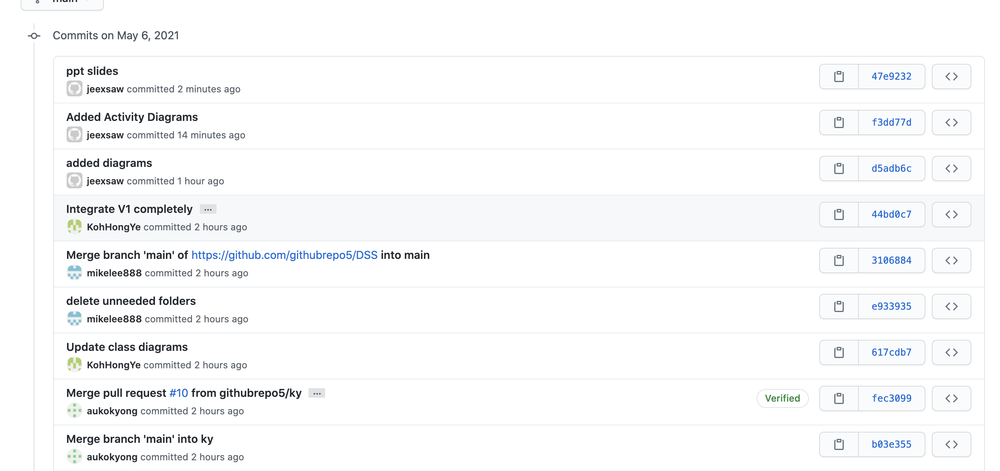 main
Commits on May 6, 2021
ppt slides
47e9232
jeexsaw committed 2 minutes ago
Added Activity Diagrams
f3dd77d
jeexsaw committed 14 minutes ago
added diagrams
d5adb6c
jeexsaw committed 1 hour ago
Integrate V1 completely ...
44bd0c7
KohHongYe committed 2 hours ago
Merge branch 'main' of https://github.com/githubrepo5/DSS into main
3106884
mikelee888 committed 2 hours ago
delete unneeded folders
e933935
mikelee888 committed 2 hours ago
Update class diagrams
617cdb7
KohHongYe committed 2 hours ago
Merge pull request #10 from githubrepo5/ky ...
Verified
fec3099
aukokyong committed 2 hours ago
Merge branch 'main' into ky
b03e355
aukokyong committed 2 hours ago